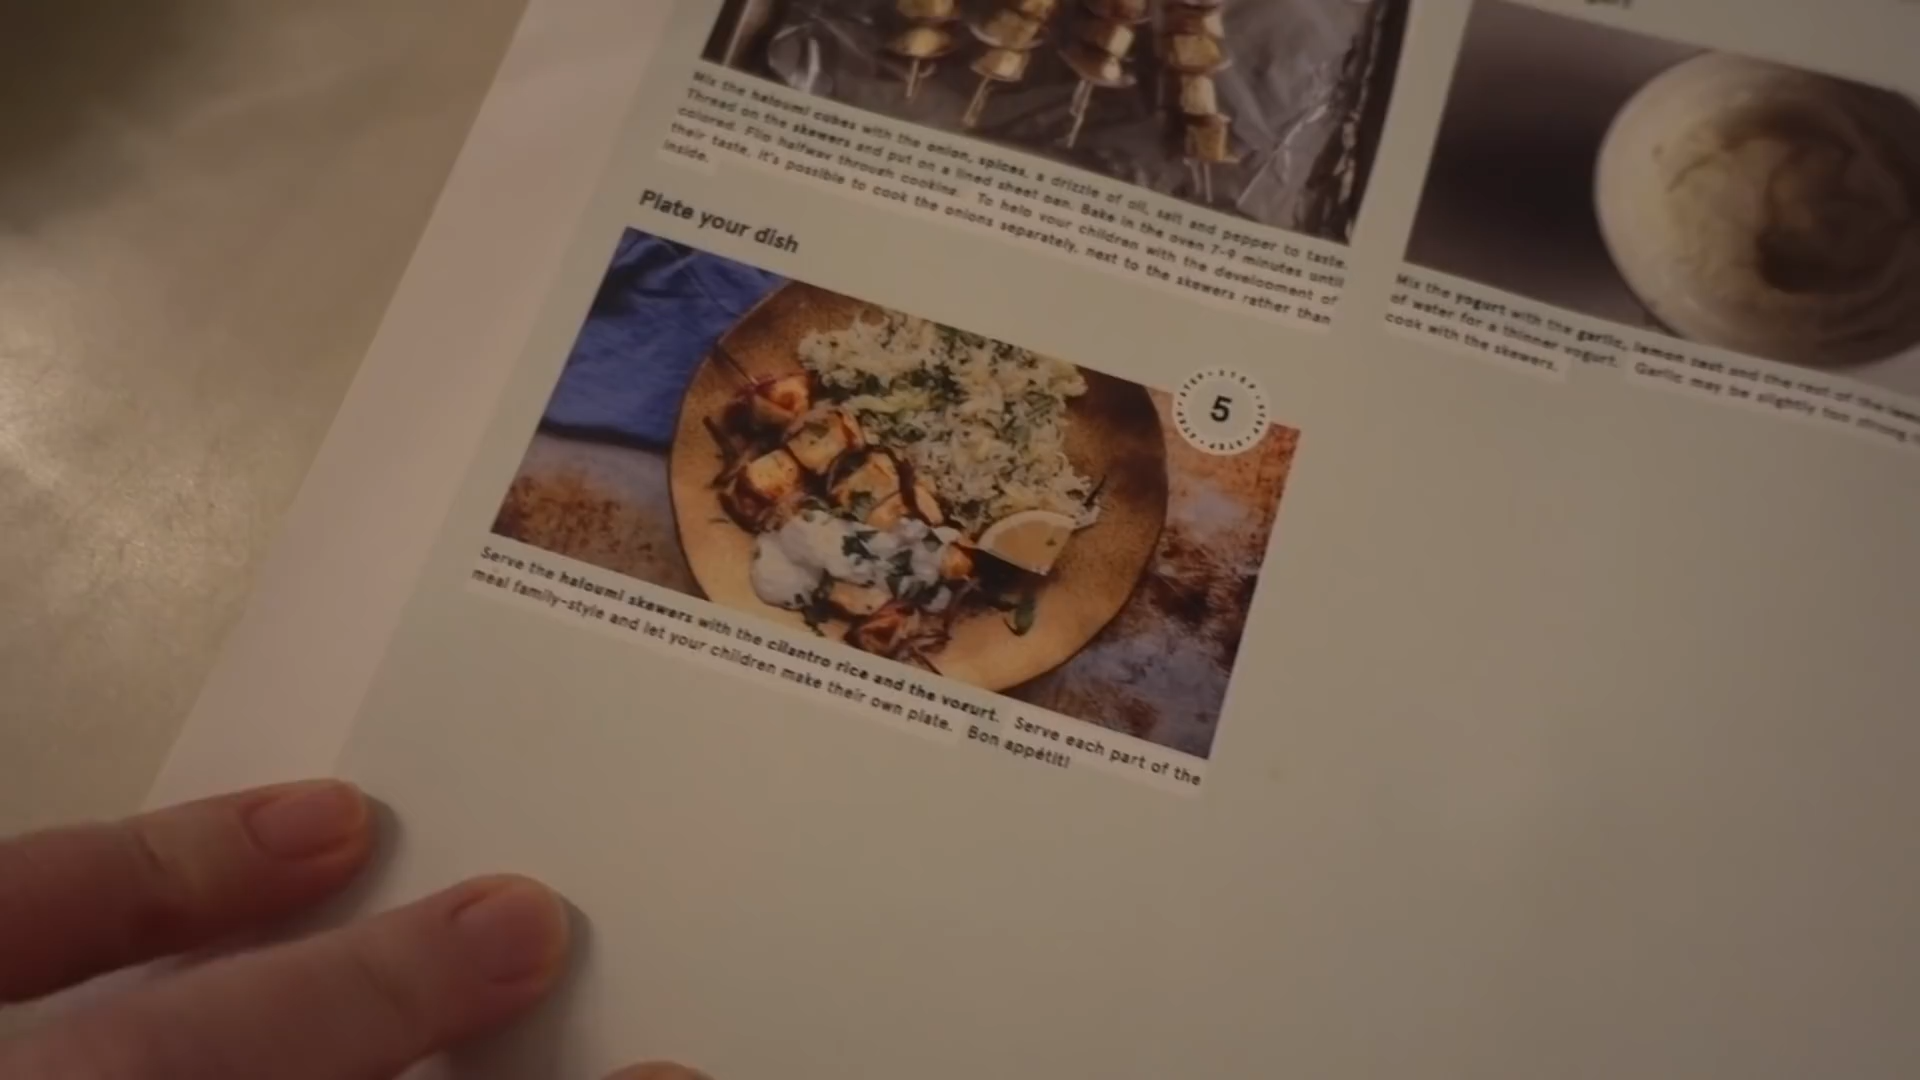 Mix the haloumi cubes with the onion, spices, a drizzle of oil, salt and pepper to taste.
Thread on the skewers and put on a lined sheet pan. Bake in the oven 7-9 minutes until
colored. Flip halfway through cooking. To help your children with the development of
their taste, it's possible to cook the onions separately, next to the skewers rather than
inside.
Mix the yogurt with the garlic, lemon zest and the rest of the
of water for a thinner yogurt. Garlic may be slightly too strong
cook with the skewers.
Plate your dish
5
Serve the haloumi skewers with the cilantro rice and the yogurt. Serve each part of the
meal family-style and let your children make their own plate. Bon appétit!